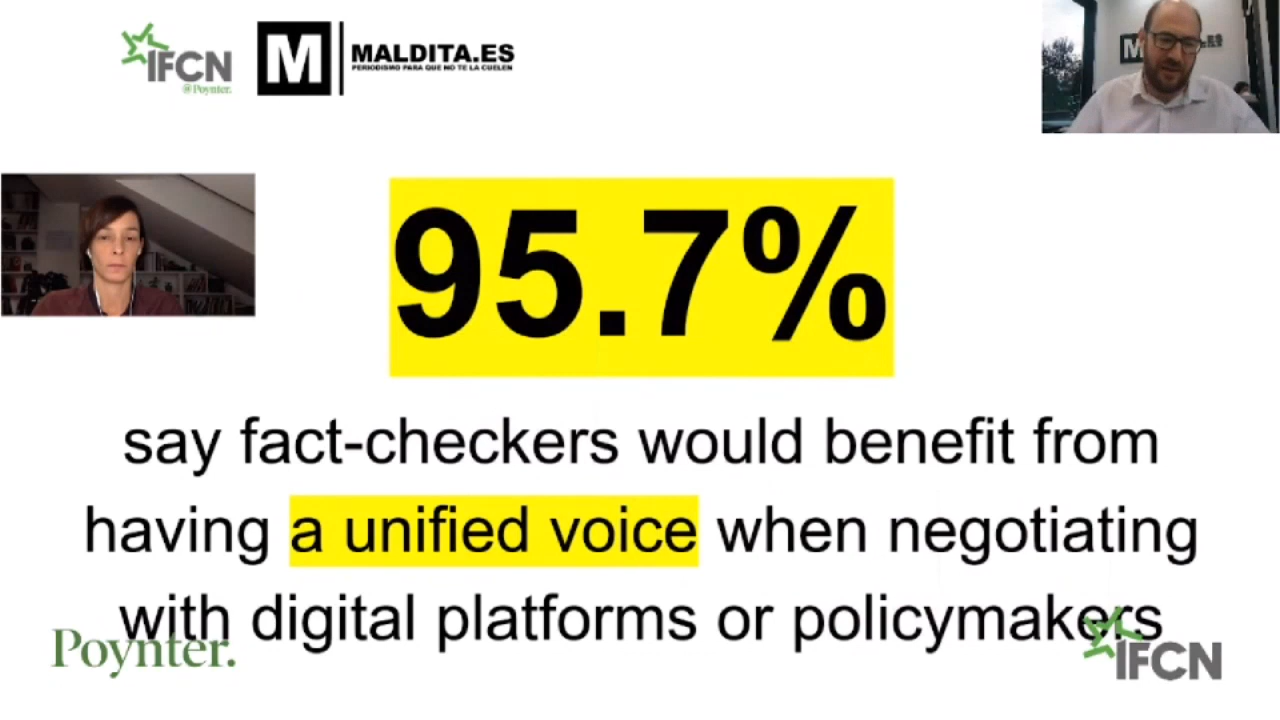 IFCN
@Poynter.
M
MALDITA.ES
PERIODISMO PARA QUE NO TE LA CUELEN
M ES
95.7%
say fact-checkers would benefit from
having a unified voice when negotiating
with digital platforms or policymakers
Poynter.
IFCN